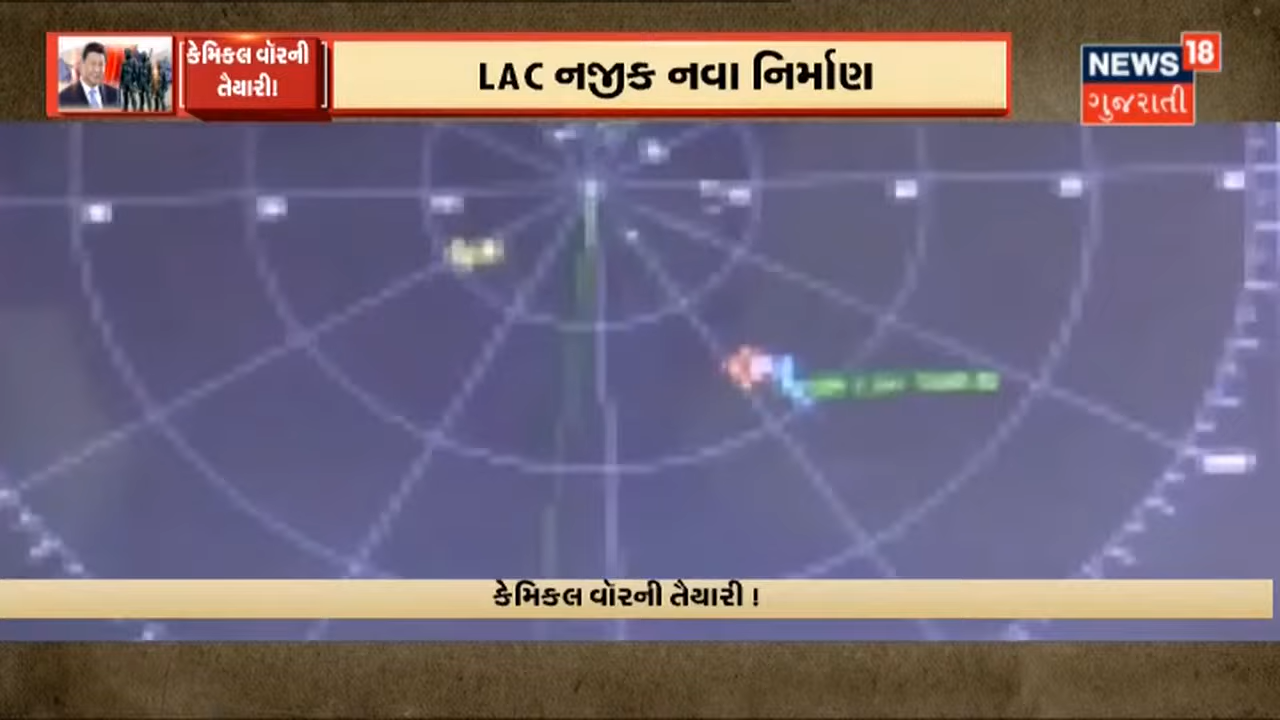 કેમિકલ વૉરની
તૈયારી!
LAC નજીક નવા નિર્માણ
NEWS 18
ગુજરાતી
કેમિકલ વૉરની તૈયારી !